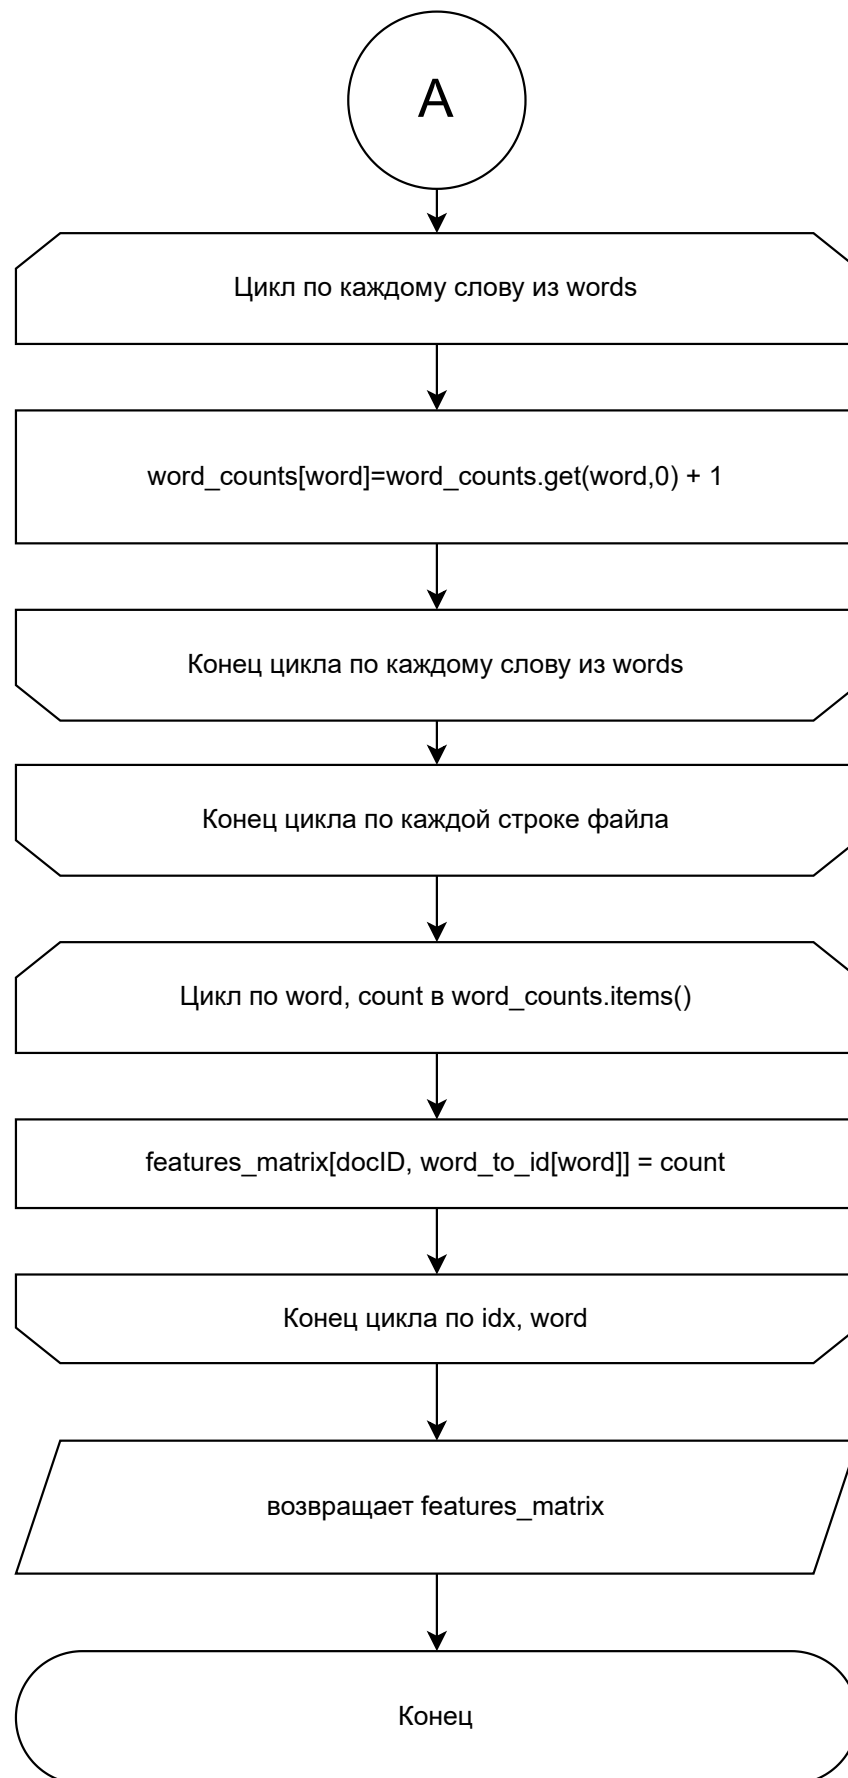 A
Цикл по каждому слову из words
word_counts[word]=word_counts.get(word,0) + 1
Конец цикла по каждому слову из words
Конец цикла по каждой строке файла
Цикл по word, count в word_counts.items()
features_matrix[docID, word_to_id[word]] = count
Конец цикла по idx, word
возвращает features_matrix
Конец